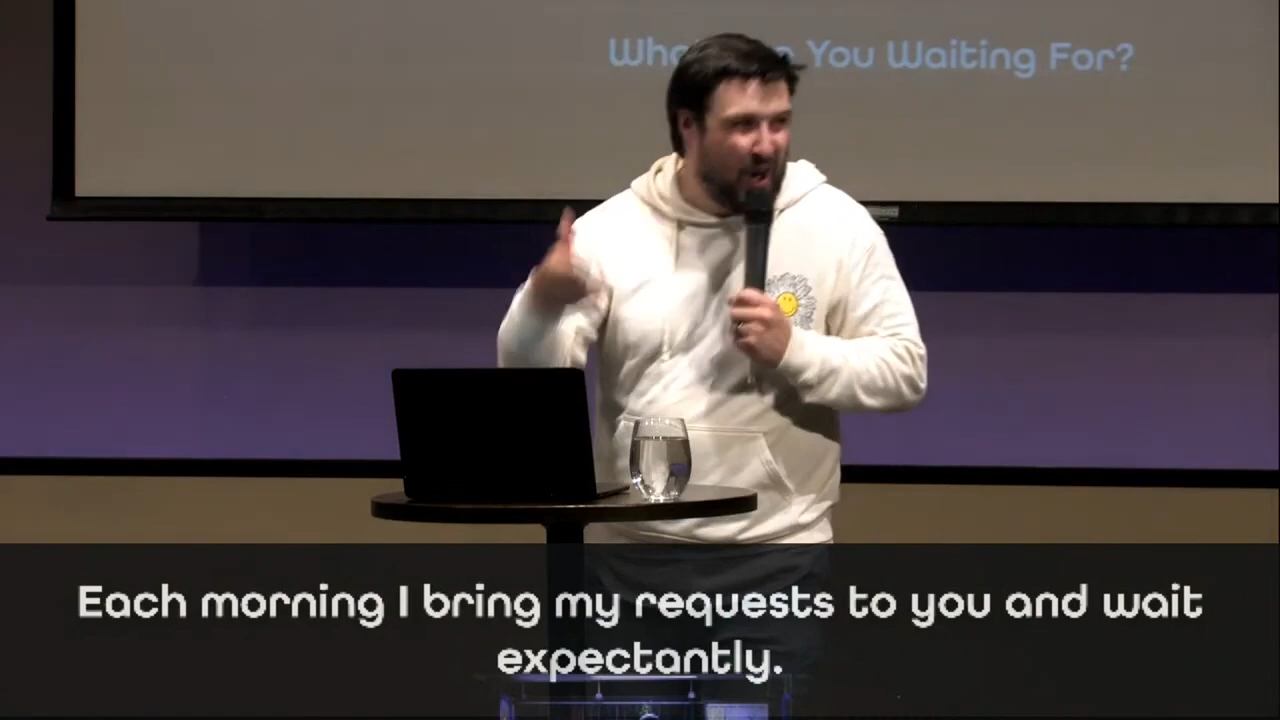 You Waiting For?
Each morning I bring my requests to you and wait
expectantly.